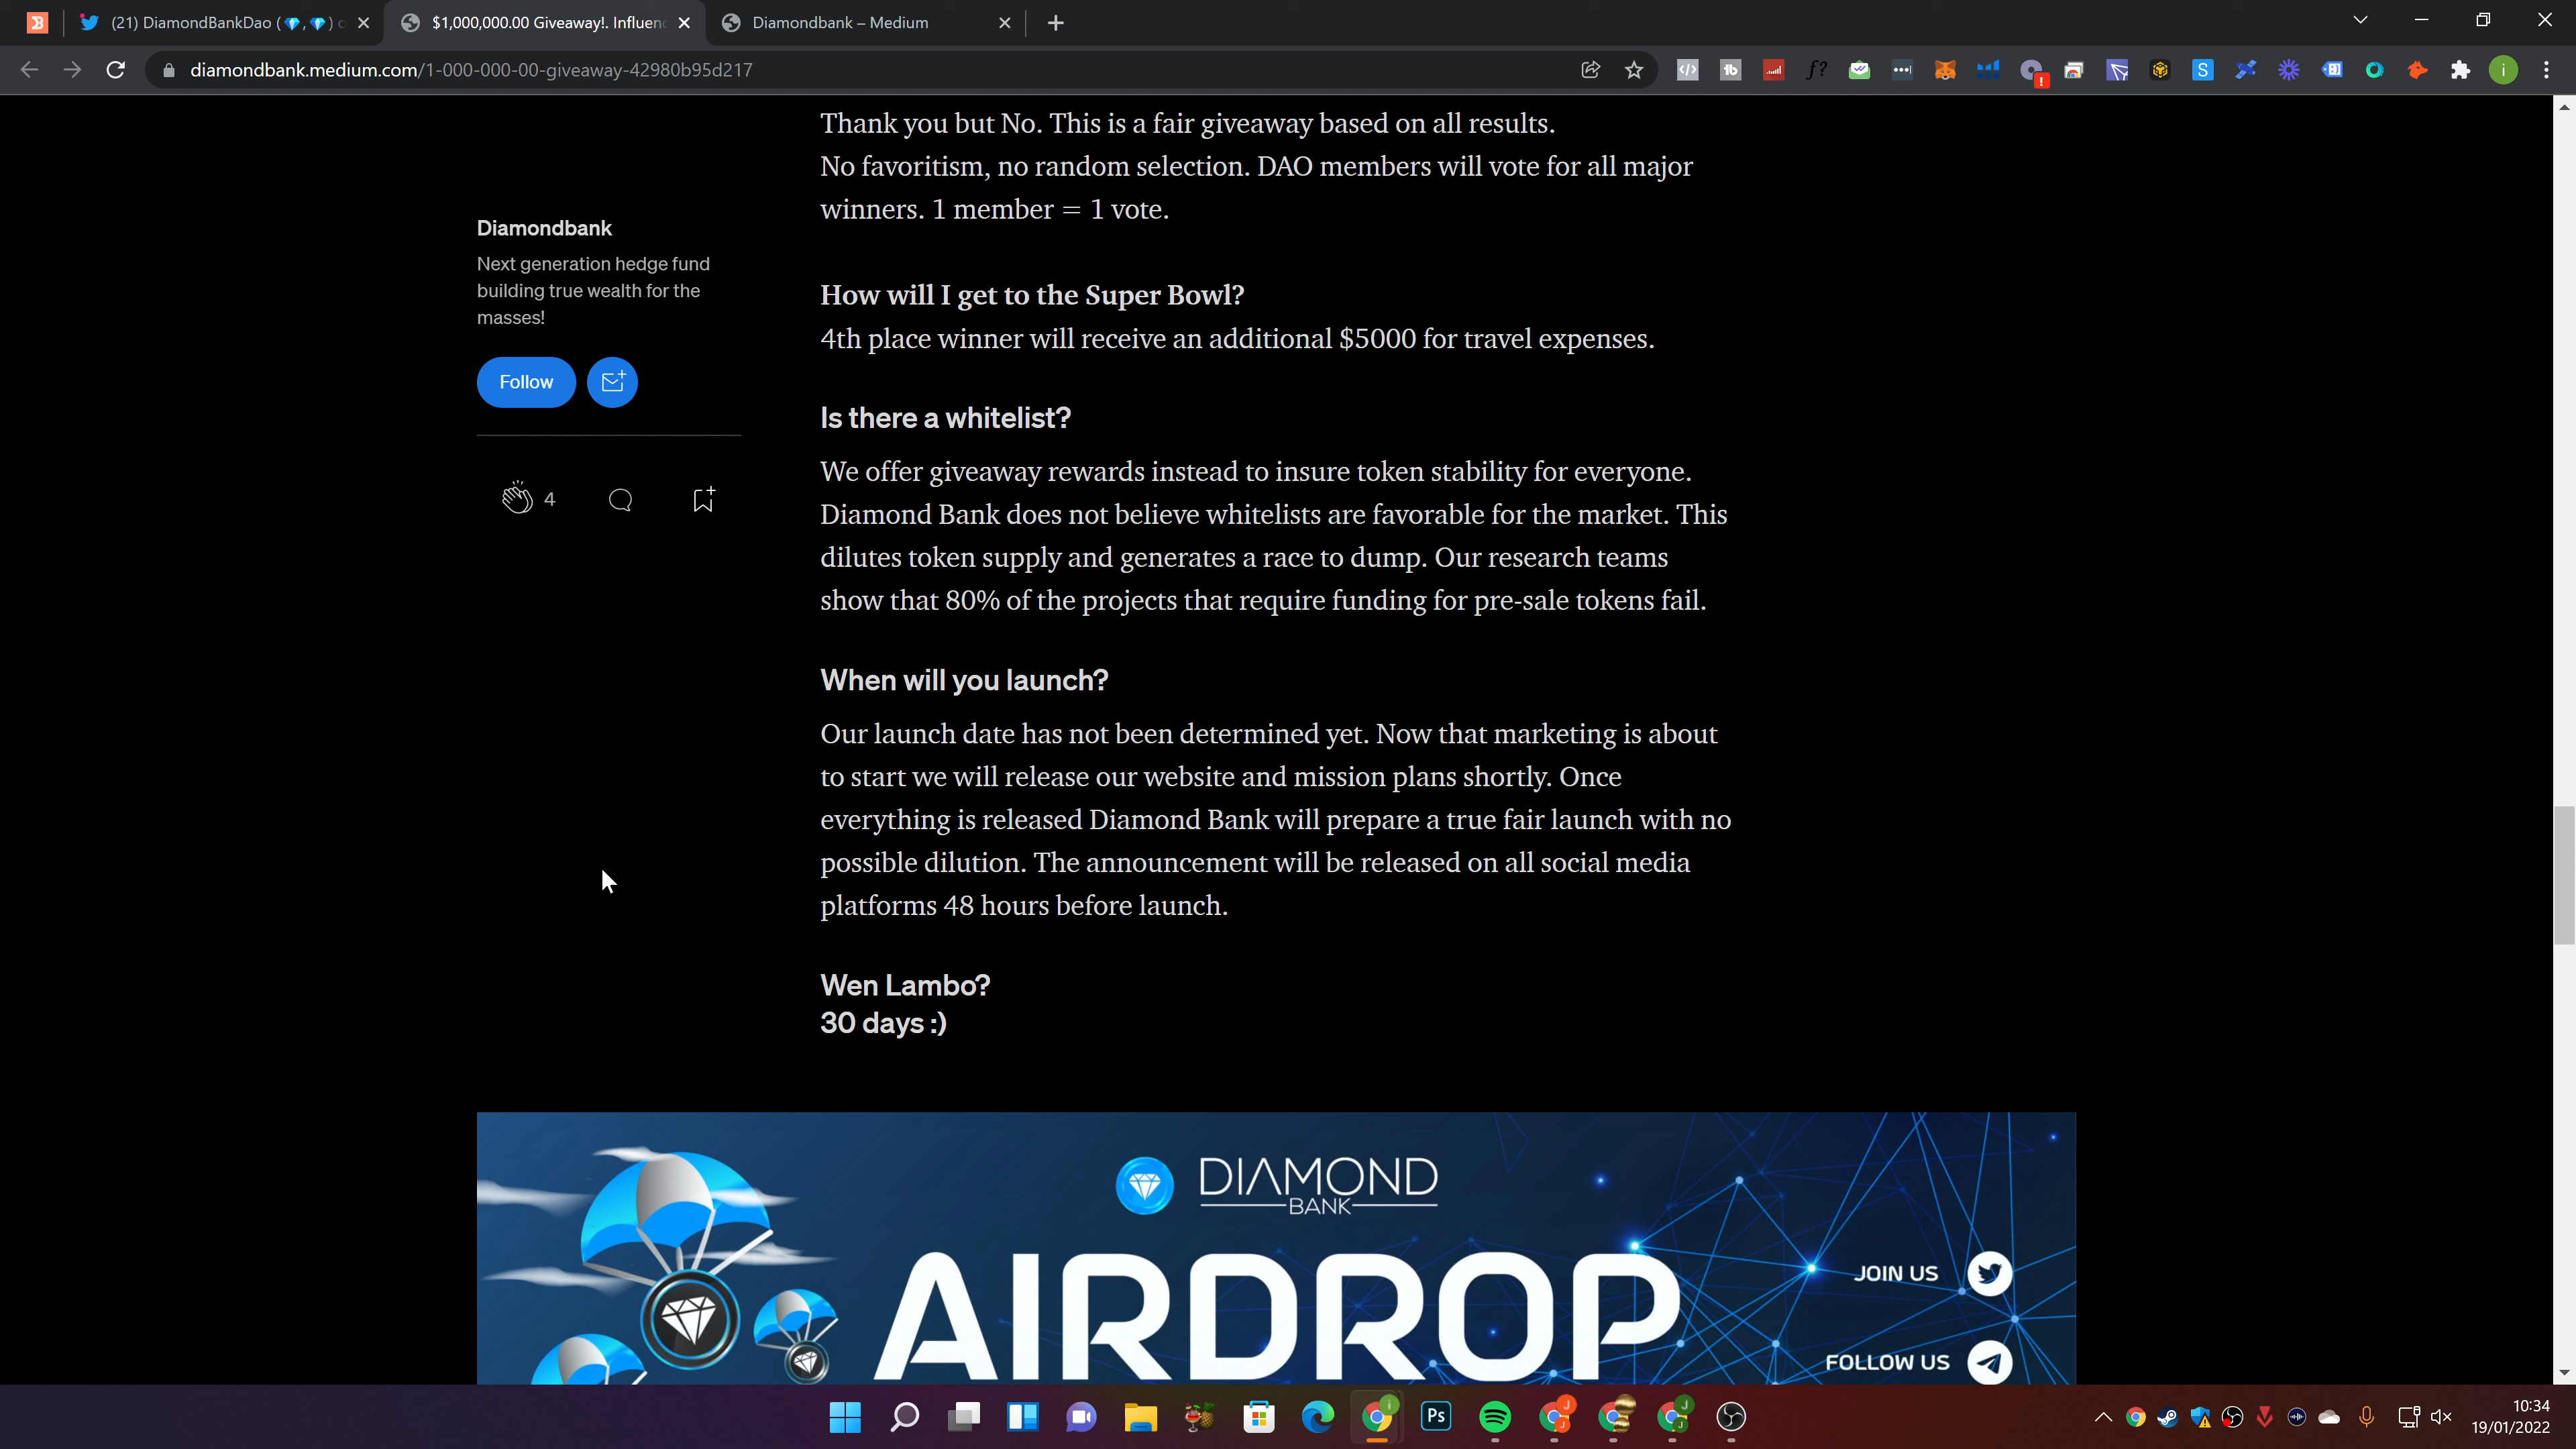 (21) DiamondBankDao (💎,💎) o
$1,000,000.00 Giveaway!. Influen
Diamondbank – Medium
diamondbank.medium.com/1-000-000-00-giveaway-42980b95d217
Thank you but No. This is a fair giveaway based on all results.
No favoritism, no random selection. DAO members will vote for all major
winners. 1 member = 1 vote.
Diamondbank
Next generation hedge fund
building true wealth for the
masses!
Follow
4
How will I get to the Super Bowl?
4th place winner will receive an additional $5000 for travel expenses.
Is there a whitelist?
We offer giveaway rewards instead to insure token stability for everyone.
Diamond Bank does not believe whitelists are favorable for the market. This
dilutes token supply and generates a race to dump. Our research teams
show that 80% of the projects that require funding for pre-sale tokens fail.
When will you launch?
Our launch date has not been determined yet. Now that marketing is about
to start we will release our website and mission plans shortly. Once
everything is released Diamond Bank will prepare a true fair launch with no
possible dilution. The announcement will be released on all social media
platforms 48 hours before launch.
Wen Lambo?
30 days :)
DIAMOND
BANK
AIRDROP
JOIN US
FOLLOW US
Ps
10:34
19/01/2022